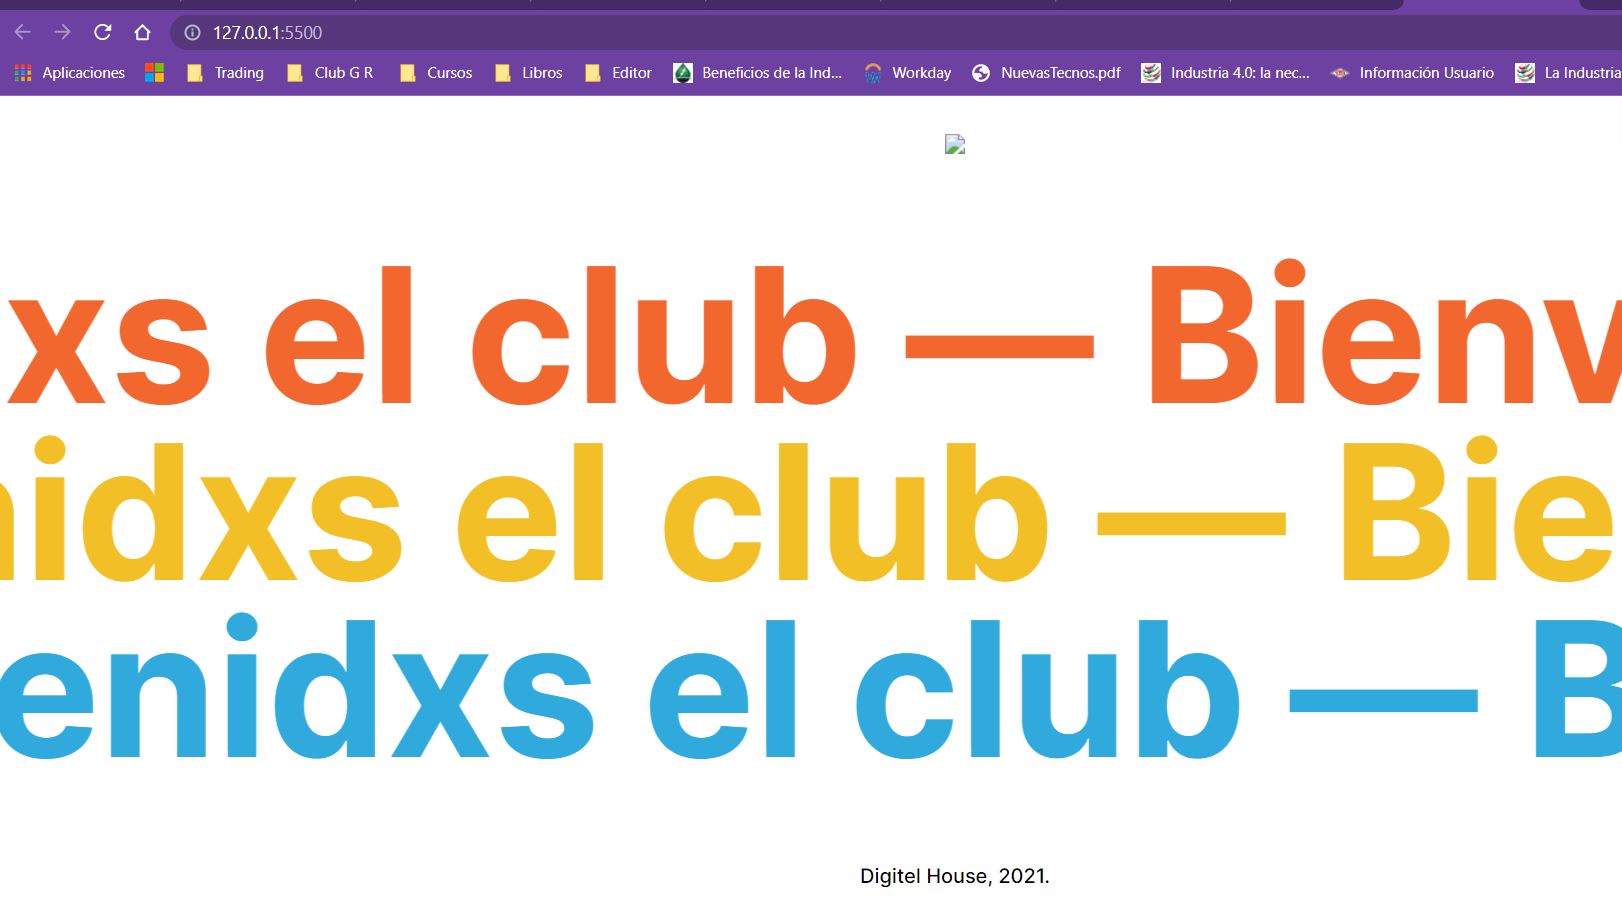 127.0.0.1:5500
Aplicaciones Trading Club G R Cursos Libros Editor Beneficios de la Ind... Workday NuevasTecnos.pdf Industria 4.0: la nec... Información Usuario La Industria
xs el club — Bienv
nidxs el club — Bie
enidxs el club — B
Digitel House, 2021.